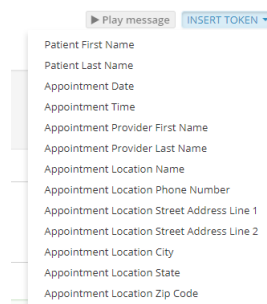 Play message INSERT TOKEN
Patient First Name
Patient Last Name
Appointment Date
Appointment Time
Appointment Provider First Name
Appointment Provider Last Name
Appointment Location Name
Appointment Location Phone Number
Appointment Location Street Address Line 1
Appointment Location Street Address Line 2
Appointment Location City
Appointment Location State
Appointment Location Zip Code